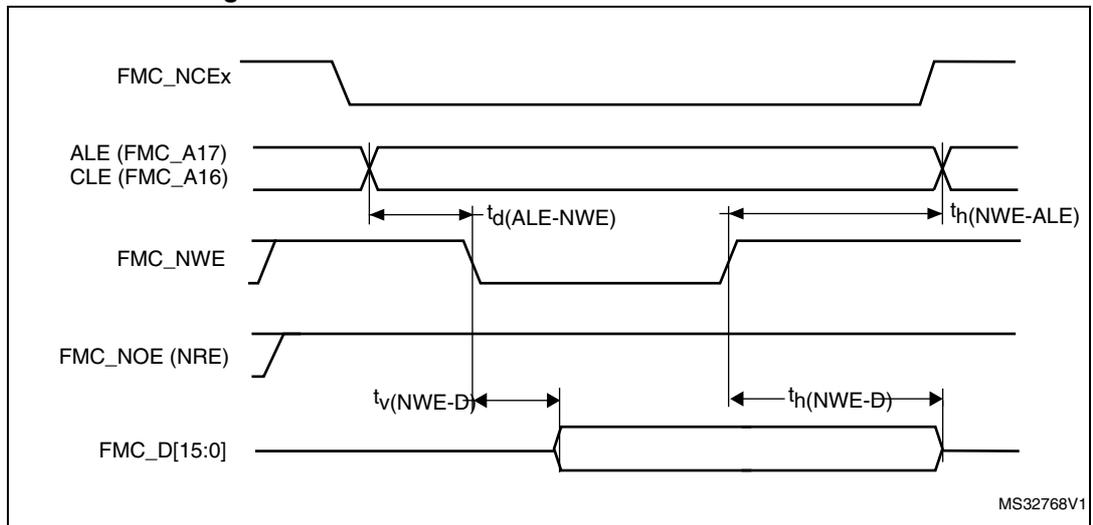 FMC_NCEx
ALE (FMC_A17)
CLE (FMC_A16)
td(ALE-NWE)
th(NWE-ALE)
FMC_NWE
FMC_NOE (NRE)
tv(NWE-D)
th(NWE-D)
FMC_D[15:0]
MS32768V1